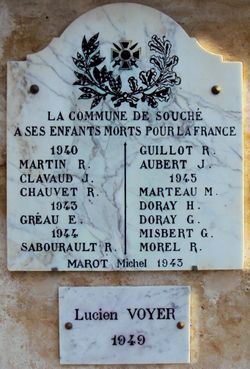 LA COMMUNE DE SOUCHÉ
A SES ENFANTS MORTS POUR LA FRANCE
1940
MARTIN R.
CLAVAUD J.
CHAUVET R.
1943
GRÉAU E.
1944
SABOURAULT R.
GUILLOT R.
AUBERT J.
1945
MARTEAU M.
DORAY H.
DORAY G.
MISBERT G.
MOREL R.
MAROT Michel 1943
Lucien VOYER
1949